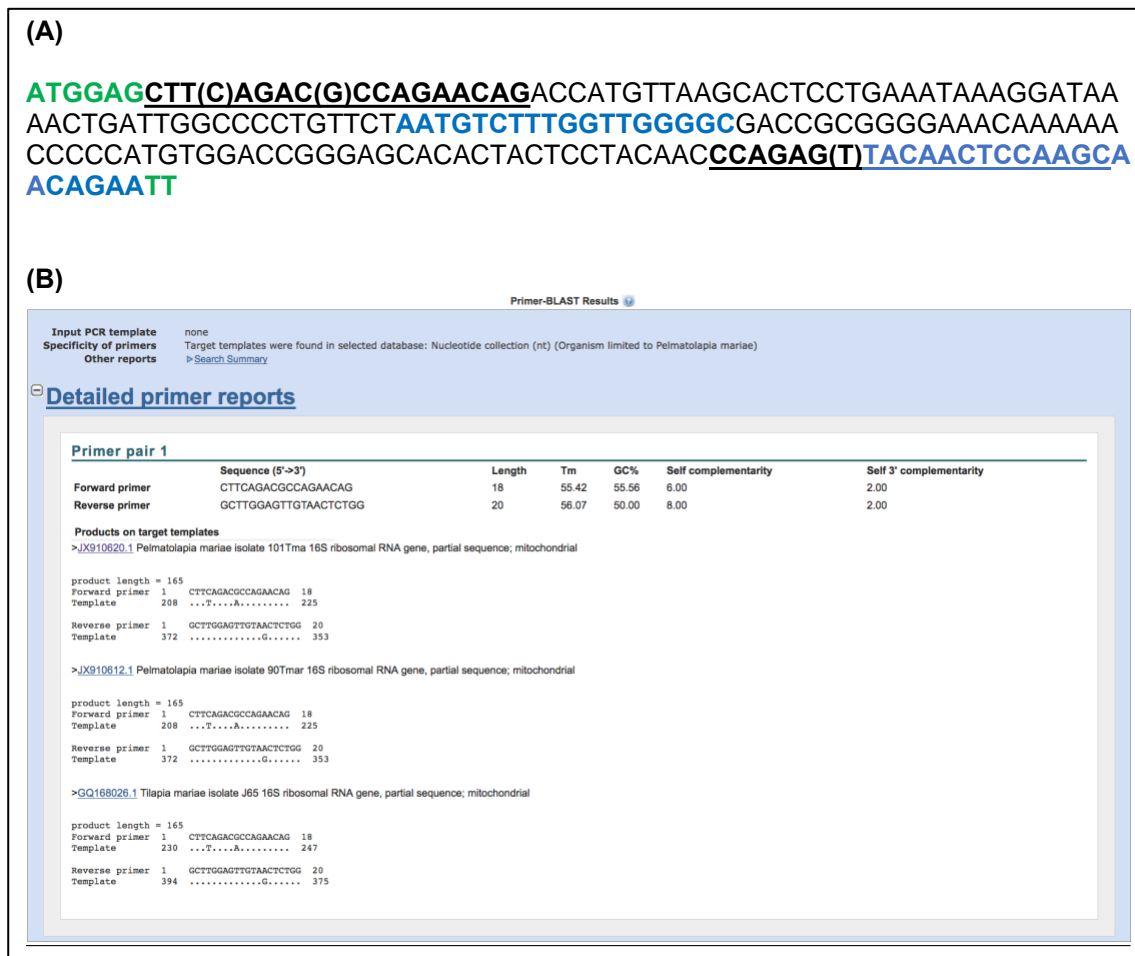 (A)
ATGGAGCTT(C)AGAC(G)CCAGAACAGACCATGTTAAGCACTCCTGAAATAAAGGATAA
AACTGATTGGCCCCTGTTCTAATGTCTTTGGTTGGGGCGACCGCGGGGAAACAAAAAA
CCCCCATGTGGACCGGGAGCACACTACTCCTACAACCCAGAG(T)TACAACTCCAAGCA
ACAGAATT
(B)
Primer-BLAST Results
Input PCR template none
Specificity of primers Target templates were found in selected database: Nucleotide collection (nt) (Organism limited to Pelmatolapia mariae)
Other reports Search Summary
Detailed primer reports
Primer pair 1
Sequence (5'->3') Length Tm GC% Self complementarity Self 3' complementarity
Forward primer CTTCAGACGCCAGAACAG 18 55.42 55.56 6.00 2.00
Reverse primer GCTTGGAGTTGTAACTCTGG 20 56.07 50.00 8.00 2.00
Products on target templates
>JX910620.1 Pelmatolapia mariae isolate 101Tma 16S ribosomal RNA gene, partial sequence; mitochondrial
product length = 165
Forward primer 1 CTTCAGACGCCAGAACAG 18
Template 208 ...T....A......... 225
Reverse primer 1 GCTTGGAGTTGTAACTCTGG 20
Template 372 .............G...... 353
>JX910612.1 Pelmatolapia mariae isolate 90Tmar 16S ribosomal RNA gene, partial sequence; mitochondrial
product length = 165
Forward primer 1 CTTCAGACGCCAGAACAG 18
Template 208 ...T....A......... 225
Reverse primer 1 GCTTGGAGTTGTAACTCTGG 20
Template 372 .............G...... 353
>GQ168026.1 Tilapia mariae isolate J65 16S ribosomal RNA gene, partial sequence; mitochondrial
product length = 165
Forward primer 1 CTTCAGACGCCAGAACAG 18
Template 230 ...T....A......... 247
Reverse primer 1 GCTTGGAGTTGTAACTCTGG 20
Template 394 .............G...... 375